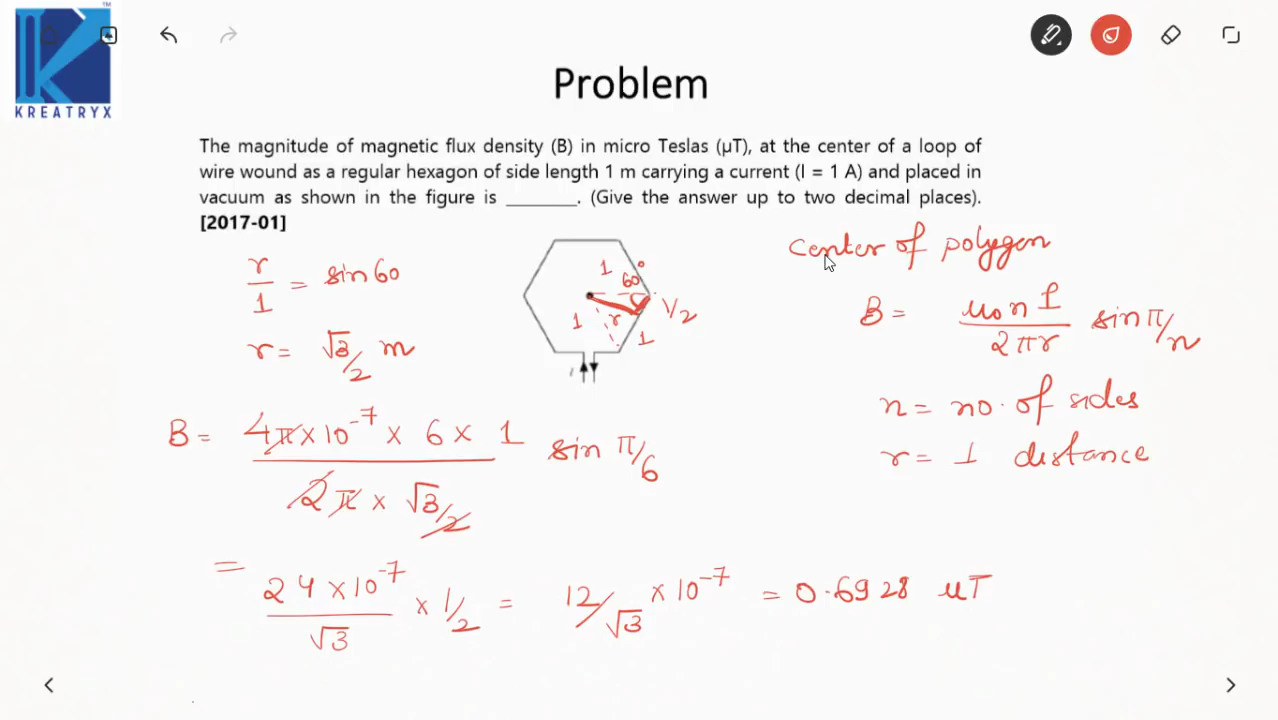 KREATRYX
TM
Problem
The magnitude of magnetic flux density (B) in micro Teslas (μT), at the center of a loop of
wire wound as a regular hexagon of side length 1 m carrying a current (I = 1 A) and placed in
vacuum as shown in the figure is ________. (Give the answer up to two decimal places).
[2017-01]
r/1 = sin 60
r = √3/2 m
1
60°
1/2
1
r
1
center of polygon
B = μ₀ n I / 2πr sin π/n
n = no. of sides
r = ⊥ distance
B = 4π×10⁻⁷ × 6 × 1 / 2π × √3/2 sin π/6
= 24 ×10⁻⁷ / √3 × 1/2 = 12/√3 × 10⁻⁷ = 0.6928 μT